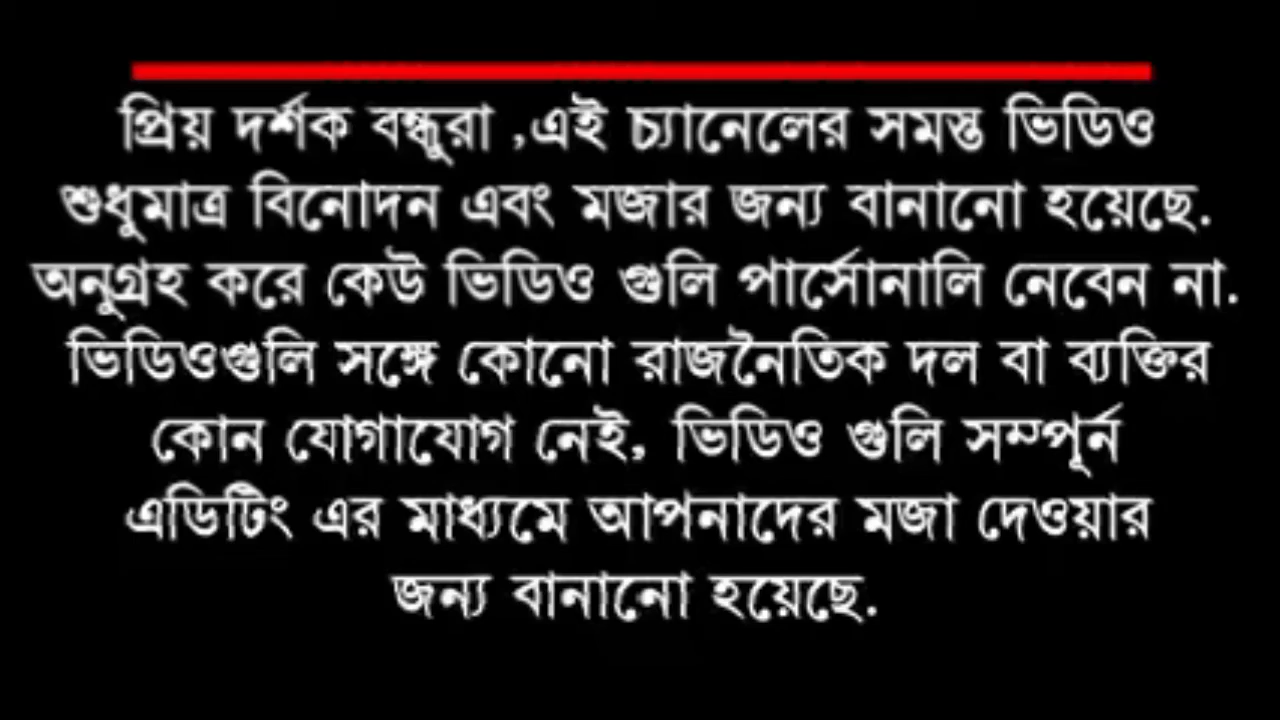 প্রিয় দর্শক বন্ধুরা ,এই চ্যানেলের সমস্ত ভিডিও
শুধুমাত্র বিনোদন এবং মজার জন্য বানানো হয়েছে.
অনুগ্রহ করে কেউ ভিডিও গুলি পার্সোনালি নেবেন না.
ভিডিওগুলি সঙ্গে কোনো রাজনৈতিক দল বা ব্যক্তির
কোন যোগাযোগ নেই, ভিডিও গুলি সম্পূর্ন
এডিটিং এর মাধ্যমে আপনাদের মজা দেওয়ার
জন্য বানানো হয়েছে.